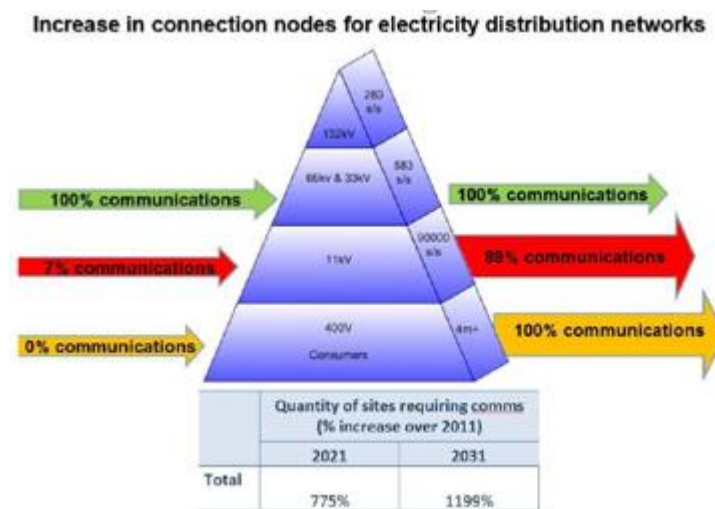 Increase in connection nodes for electricity distribution networks
280
s/s
132kV
66kv & 33kV
583
s/s
100% communications
100% communications
7% communications
11kV
90000
s/s
89% communications
0% communications
400V
Consumers
4m+
100% communications
Quantity of sites requiring comms
(% increase over 2011)
2021
2031
Total
775%
1199%